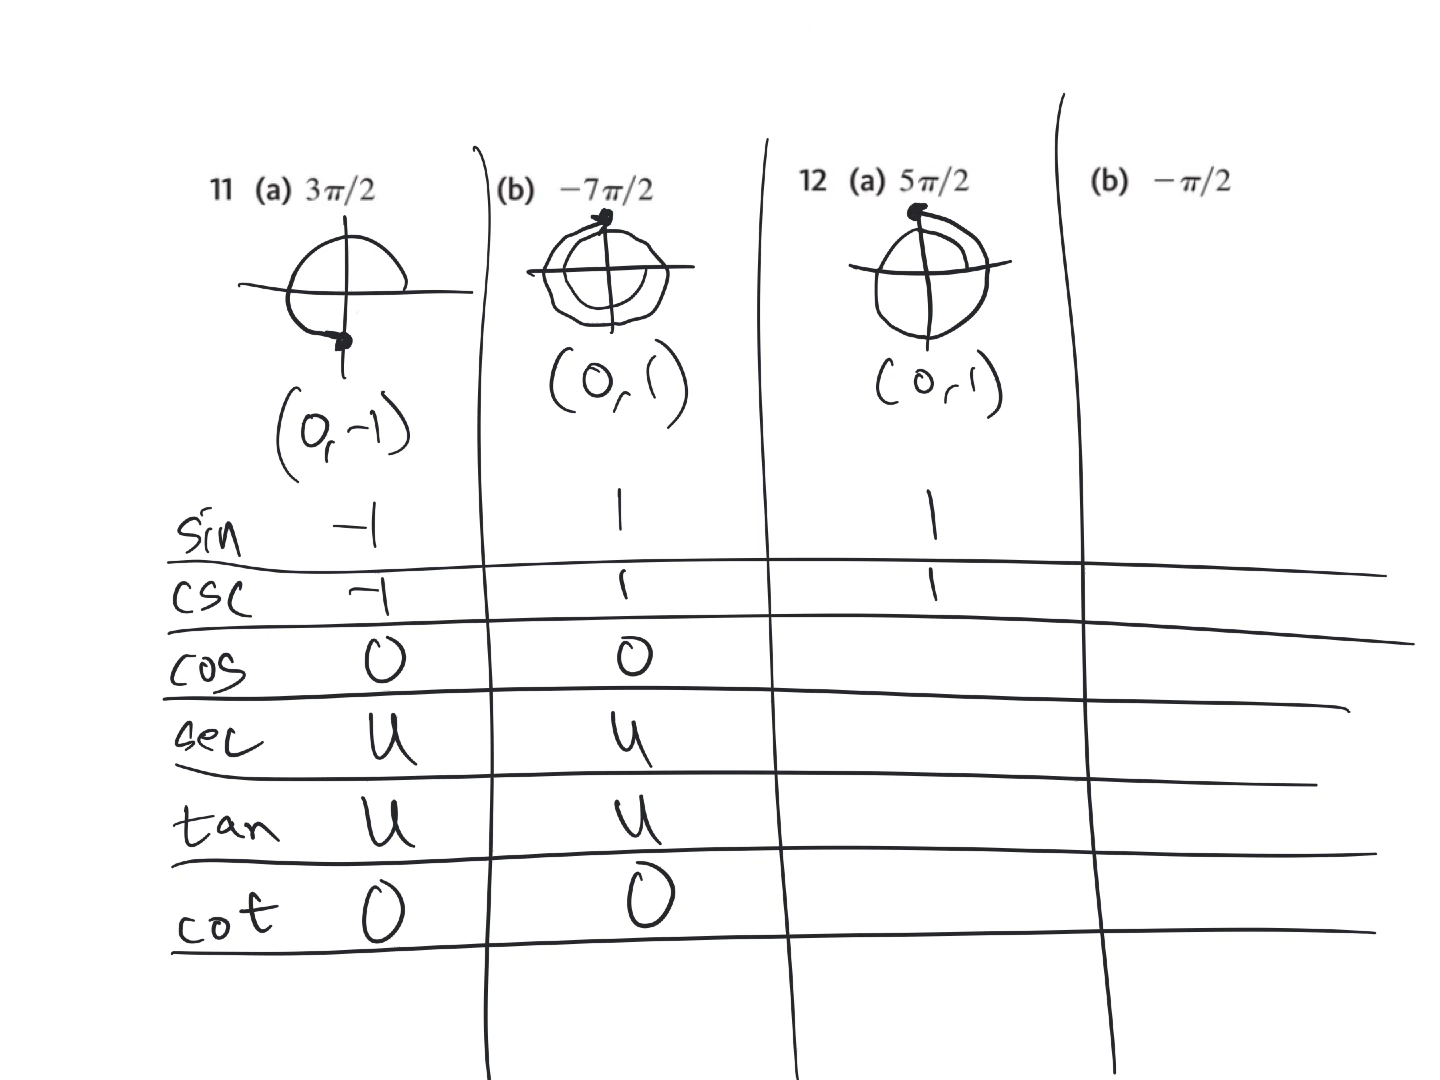 11 (a) 3π/2 (b) −7π/2 12 (a) 5π/2 (b) −π/2
(0, -1) (0, 1) (0, 1)
sin -1 1 1
csc -1 1 1
cos 0 0
sec U U
tan U U
cot 0 0